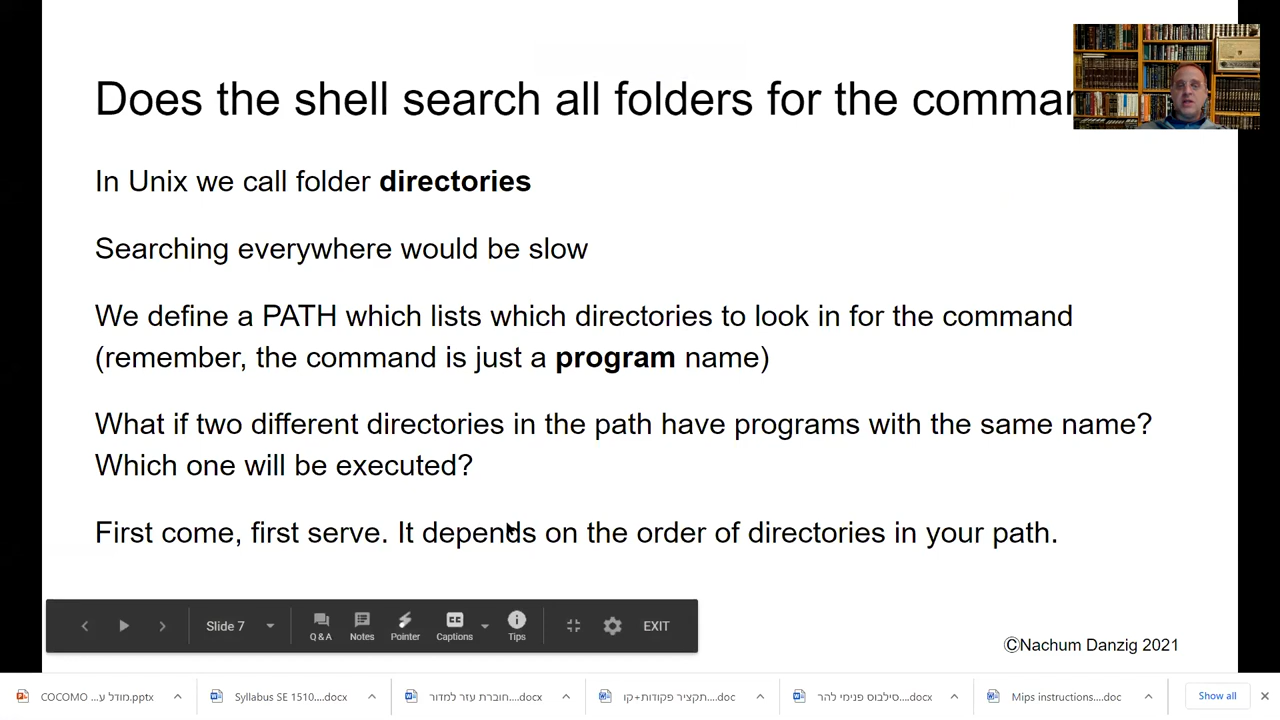 Does the shell search all folders for the comman
In Unix we call folder directories
Searching everywhere would be slow
We define a PATH which lists which directories to look in for the command
(remember, the command is just a program name)
What if two different directories in the path have programs with the same name?
Which one will be executed?
First come, first serve. It depends on the order of directories in your path.
Slide 7
Q & A
Notes
Pointer
CC
Captions
Tips
EXIT
©Nachum Danzig 2021
COCOMO מודל ע....pptx
Syllabus SE 1510....docx
חוברת עזר למדור....docx
תקציר פקודות+קו....doc
סילבוס פנימי להר....docx
Mips instructions....doc
Show all